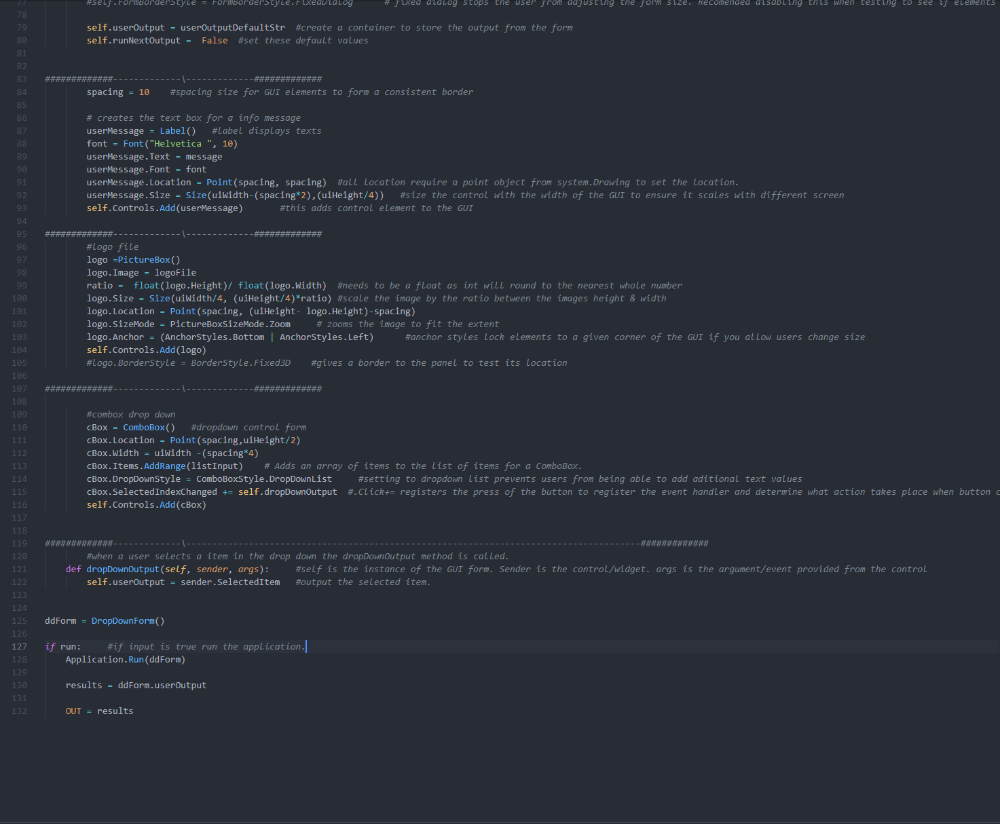 77 #self.FormBorderStyle = FormBorderStyle.FixedDialog # fixed dialog stops the user from adjusting the form size. Recomended disabling this when testing to see if elements
78
79 self.userOutput = userOutputDefaultStr #create a container to store the output from the form
80 self.runNextOutput = False #set these default values
81
82
83 #############-------------\-------------#############
84 spacing = 10 #spacing size for GUI elements to form a consistent border
85
86 # creates the text box for a info message
87 userMessage = Label() #label displays texts
88 font = Font("Helvetica ", 10)
89 userMessage.Text = message
90 userMessage.Font = font
91 userMessage.Location = Point(spacing, spacing) #all location require a point object from system.Drawing to set the location.
92 userMessage.Size = Size(uiWidth-(spacing*2),(uiHeight/4)) #size the control with the width of the GUI to ensure it scales with different screen
93 self.Controls.Add(userMessage) #this adds control element to the GUI
94
95 #############-------------\-------------#############
96 #logo file
97 logo =PictureBox()
98 logo.Image = logoFile
99 ratio = float(logo.Height)/ float(logo.Width) #needs to be a float as int will round to the nearest whole number
100 logo.Size = Size(uiWidth/4, (uiHeight/4)*ratio) #scale the image by the ratio between the images height & width
101 logo.Location = Point(spacing, (uiHeight- logo.Height)-spacing)
102 logo.SizeMode = PictureBoxSizeMode.Zoom # zooms the image to fit the extent
103 logo.Anchor = (AnchorStyles.Bottom | AnchorStyles.Left) #anchor styles lock elements to a given corner of the GUI if you allow users change size
104 self.Controls.Add(logo)
105 #logo.BorderStyle = BorderStyle.Fixed3D #gives a border to the panel to test its location
106
107 #############-------------\-------------#############
108
109 #combox drop down
110 cBox = ComboBox() #dropdown control form
111 cBox.Location = Point(spacing,uiHeight/2)
112 cBox.Width = uiWidth -(spacing*4)
113 cBox.Items.AddRange(listInput) # Adds an array of items to the list of items for a ComboBox.
114 cBox.DropDownStyle = ComboBoxStyle.DropDownList #setting to dropdown list prevents users from being able to add aditional text values
115 cBox.SelectedIndexChanged += self.dropDownOutput #.Click+= registers the press of the button to register the event handler and determine what action takes place when button c
116 self.Controls.Add(cBox)
117
118
119 #############-------------\---------------------------------------------------------------------------------------#############
120 #when a user selects a item in the drop down the dropDownOutput method is called.
121 def dropDownOutput(self, sender, args): #self is the instance of the GUI form. Sender is the control/widget. args is the argument/event provided from the control
122 self.userOutput = sender.SelectedItem #output the selected item.
123
124
125 ddForm = DropDownForm()
126
127 if run: #if input is true run the application.
128 Application.Run(ddForm)
129
130 results = ddForm.userOutput
131
132 OUT = results